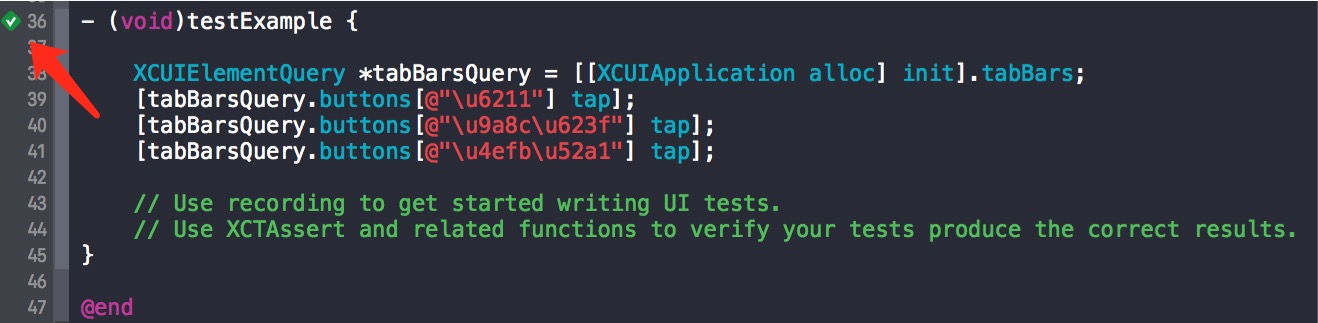 36 - (void)testExample {
37
38 XCUIElementQuery *tabBarsQuery = [[XCUIApplication alloc] init].tabBars;
39 [tabBarsQuery.buttons[@"\u6211"] tap];
40 [tabBarsQuery.buttons[@"\u9a8c\u623f"] tap];
41 [tabBarsQuery.buttons[@"\u4efb\u52a1"] tap];
42
43 // Use recording to get started writing UI tests.
44 // Use XCTAssert and related functions to verify your tests produce the correct results.
45 }
46
47 @end